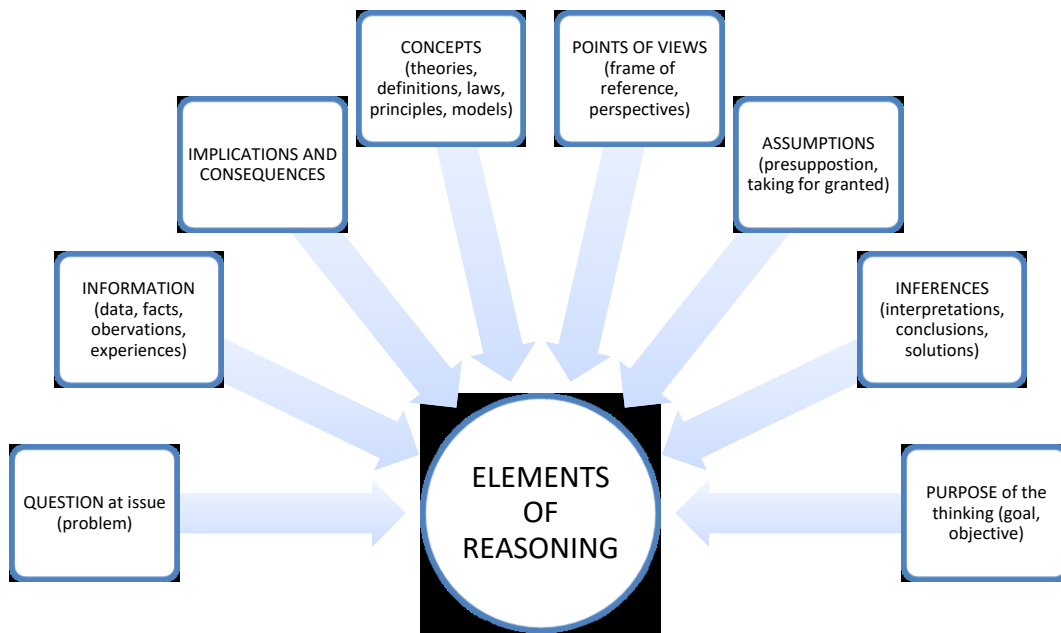 CONCEPTS
(theories,
definitions, laws,
principles, models)
POINTS OF VIEWS
(frame of
reference,
perspectives)
IMPLICATIONS AND
CONSEQUENCES
ASSUMPTIONS
(presuppostion,
taking for granted)
INFORMATION
(data, facts,
obervations,
experiences)
INFERENCES
(interpretations,
conclusions,
solutions)
QUESTION at issue
(problem)
ELEMENTS
OF
REASONING
PURPOSE of the
thinking (goal,
objective)